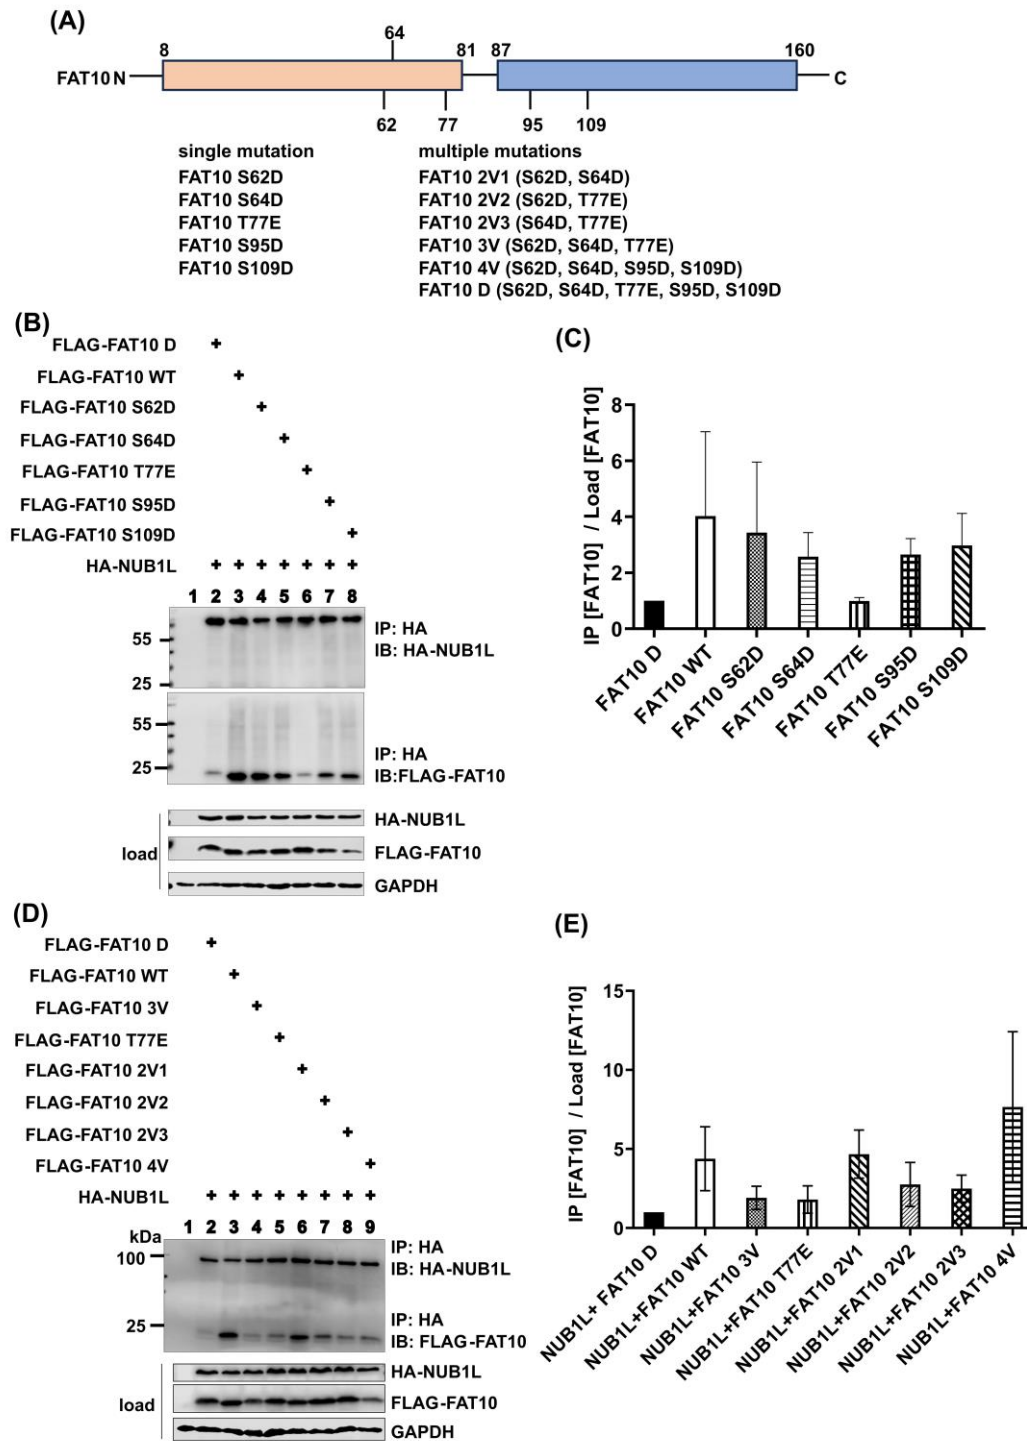 (A)
64
8 81 87 160
FAT10 N C
62 77 95 109
single mutation
FAT10 S62D
FAT10 S64D
FAT10 T77E
FAT10 S95D
FAT10 S109D
multiple mutations
FAT10 2V1 (S62D, S64D)
FAT10 2V2 (S62D, T77E)
FAT10 2V3 (S64D, T77E)
FAT10 3V (S62D, S64D, T77E)
FAT10 4V (S62D, S64D, S95D, S109D)
FAT10 D (S62D, S64D, T77E, S95D, S109D
(B)
FLAG-FAT10 D +
FLAG-FAT10 WT +
FLAG-FAT10 S62D +
FLAG-FAT10 S64D +
FLAG-FAT10 T77E +
FLAG-FAT10 S95D +
FLAG-FAT10 S109D +
HA-NUB1L + + + + + + +
1 2 3 4 5 6 7 8
55
25
IP: HA
IB: HA-NUB1L
55
25
IP: HA
IB:FLAG-FAT10
load
HA-NUB1L
FLAG-FAT10
GAPDH
(C)
IP [FAT10] / Load [FAT10]
8
6
4
2
0
FAT10 D
FAT10 WT
FAT10 S62D
FAT10 S64D
FAT10 T77E
FAT10 S95D
FAT10 S109D
(D)
FLAG-FAT10 D +
FLAG-FAT10 WT +
FLAG-FAT10 3V +
FLAG-FAT10 T77E +
FLAG-FAT10 2V1 +
FLAG-FAT10 2V2 +
FLAG-FAT10 2V3 +
FLAG-FAT10 4V +
HA-NUB1L + + + + + + + +
1 2 3 4 5 6 7 8 9
kDa
100
25
IP: HA
IB: HA-NUB1L
IP: HA
IB: FLAG-FAT10
load
HA-NUB1L
FLAG-FAT10
GAPDH
(E)
IP [FAT10] / Load [FAT10]
15
10
5
0
NUB1L+ FAT10 D
NUB1L+FAT10 WT
NUB1L+FAT10 3V
NUB1L+FAT10 T77E
NUB1L+FAT10 2V1
NUB1L+FAT10 2V2
NUB1L+FAT10 2V3
NUB1L+FAT10 4V